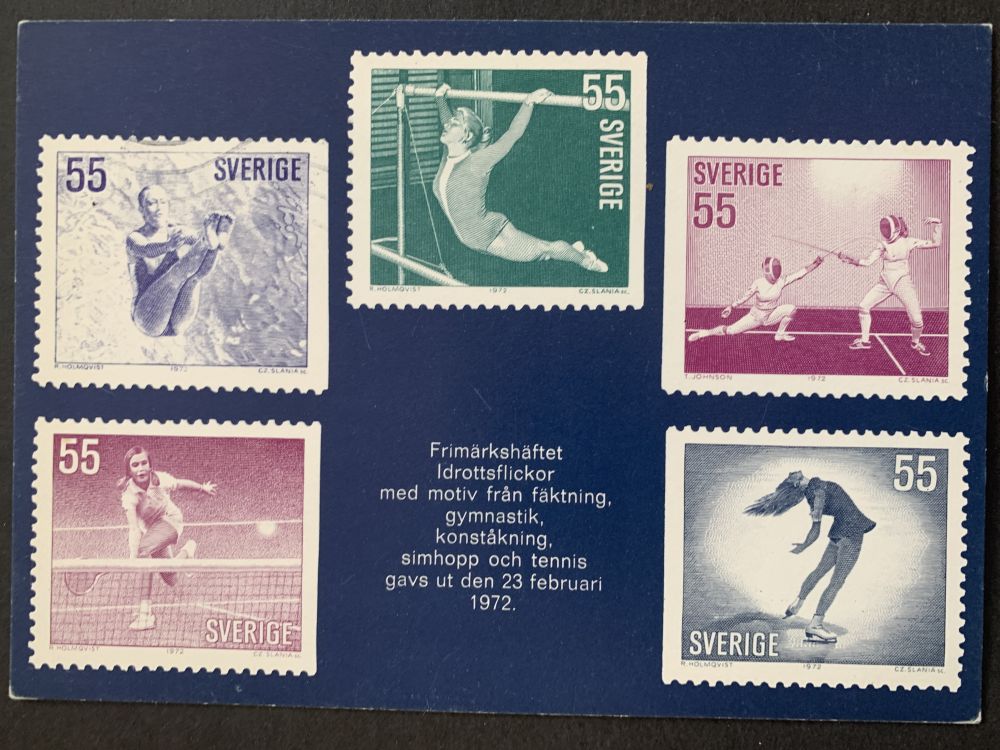 55 SVERIGE
R. HOLMQVIST 1972 CZ. SLANIA sc.
55
SVERIGE
R. HOLMQVIST 1972 CZ. SLANIA sc.
SVERIGE
55
T. JOHNSON 1972 CZ. SLANIA sc.
55
SVERIGE
R. HOLMQVIST 1972 CZ. SLANIA sc.
Frimärkshäftet
Idrottsflickor
med motiv från fäktning,
gymnastik,
konståkning,
simhopp och tennis
gavs ut den 23 februari
1972.
55
SVERIGE
R. HOLMQVIST 1972 CZ. SLANIA sc.